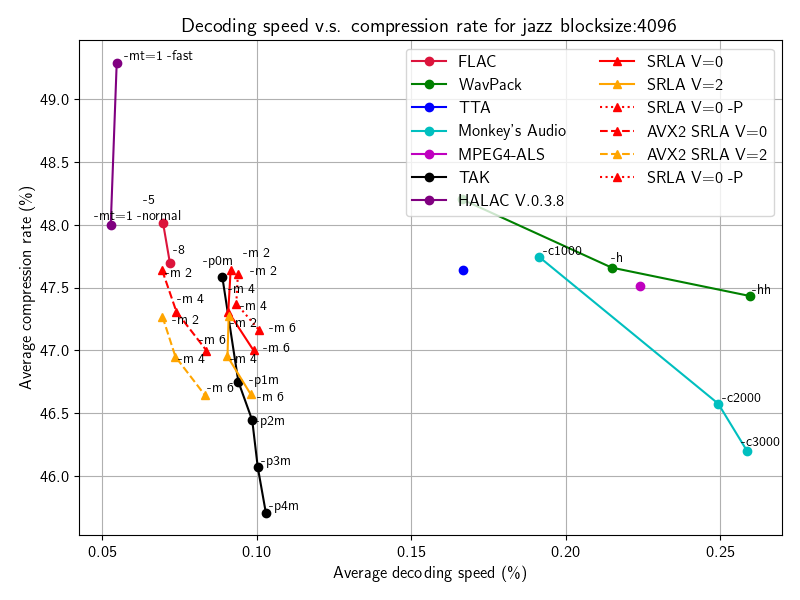 Decoding speed v.s. compression rate for jazz blocksize:4096
Average compression rate (%)
49.0
48.5
48.0
47.5
47.0
46.5
46.0
0.05
0.10
0.15
0.20
0.25
Average decoding speed (%)
FLAC
WavPack
TTA
Monkey's Audio
MPEG4-ALS
TAK
HALAC V.0.3.8
SRLA V=0
SRLA V=2
SRLA V=0 -P
AVX2 SRLA V=0
AVX2 SRLA V=2
SRLA V=0 -P
-mt=1 -fast
-mt=1 -normal
-5
-8
-m 2
-m 4
-m 6
-m 2
-m 4
-m 6
-p0m
-p1m
-p2m
-p3m
-p4m
-m 2
-m 4
-m 6
-m 2
-m 4
-m 6
-m 2
-m 4
-m 6
-h
-hh
-c1000
-c2000
-c3000